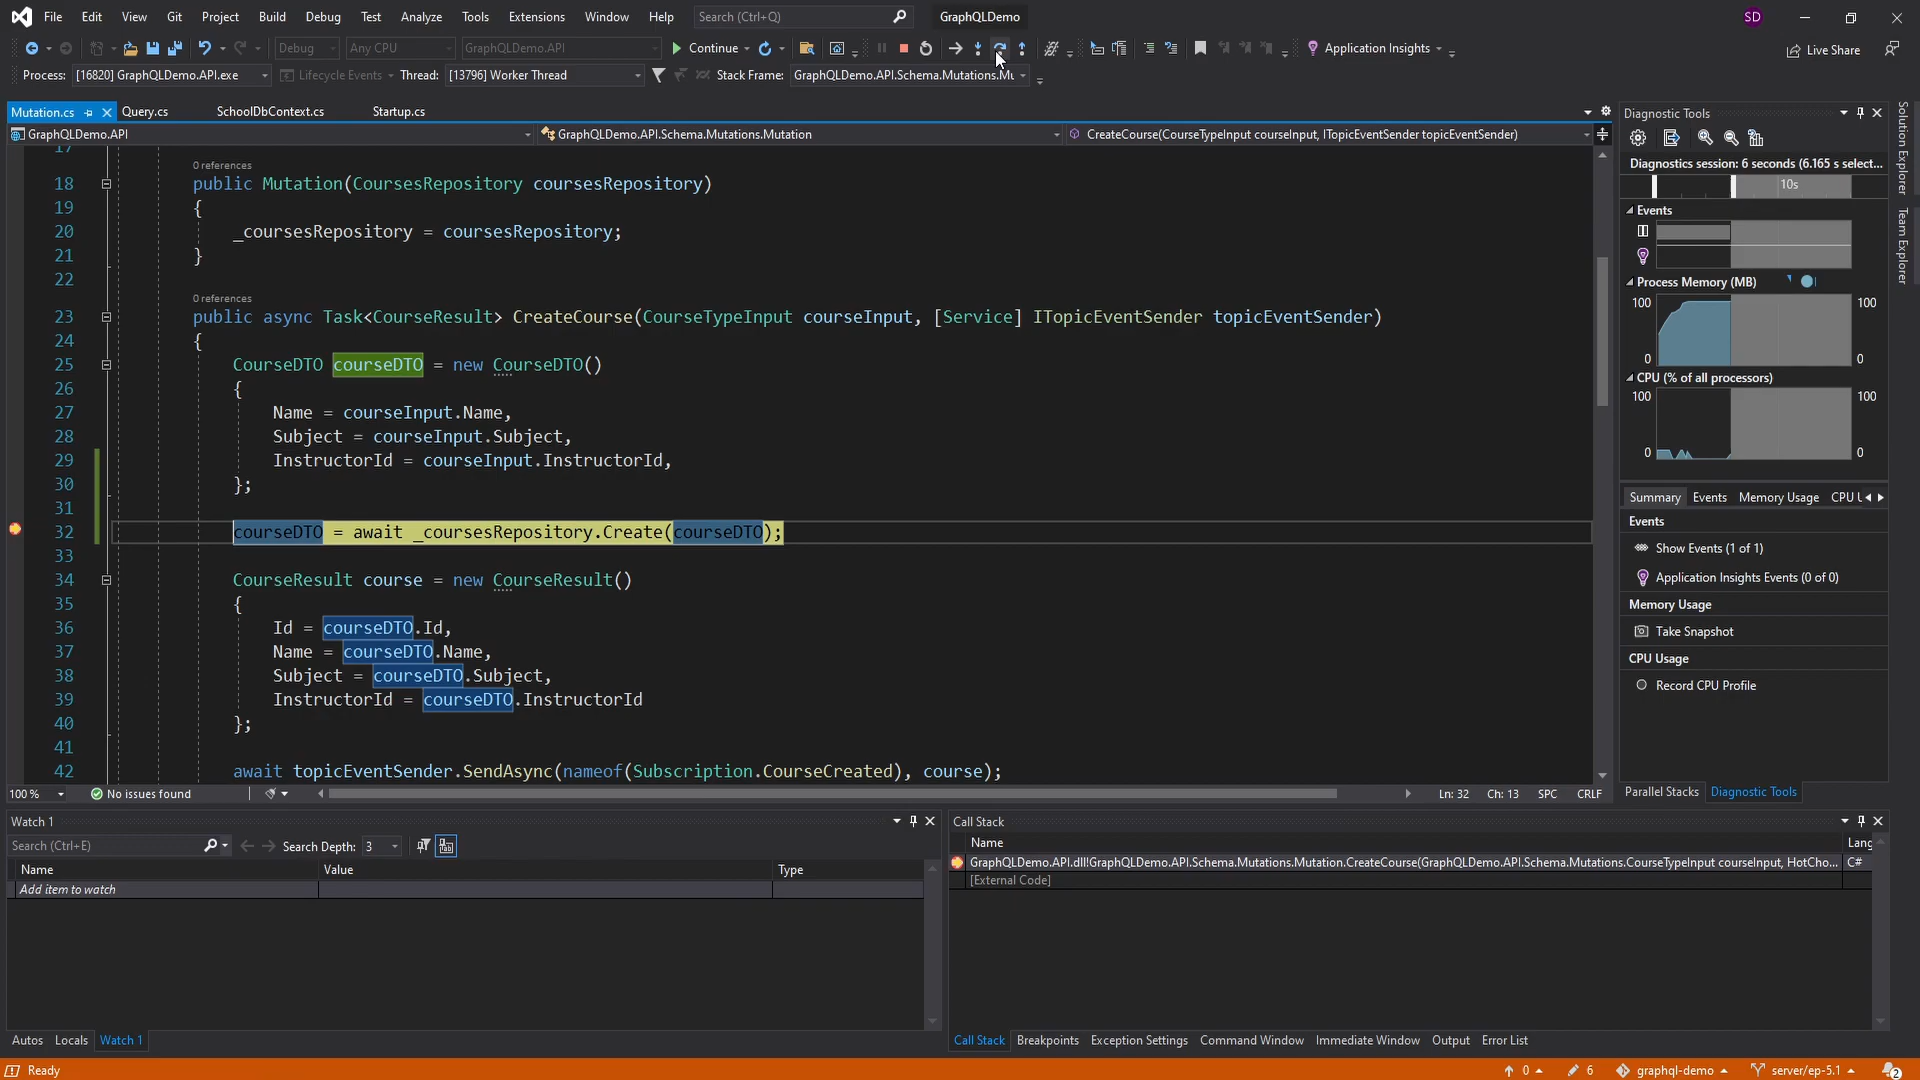 File Edit View Git Project Build Debug Test Analyze Tools Extensions Window Help Search (Ctrl+Q) GraphQLDemo SD
Debug Any CPU GraphQLDemo.API Continue Application Insights Live Share
Process: [16820] GraphQLDemo.API.exe Lifecycle Events Thread: [13796] Worker Thread Stack Frame: GraphQLDemo.API.Schema.Mutations.Mu
Mutation.cs Query.cs SchoolDbContext.cs Startup.cs
GraphQLDemo.API GraphQLDemo.API.Schema.Mutations.Mutation CreateCourse(CourseTypeInput courseInput, ITopicEventSender topicEventSender)
17
0 references
18 public Mutation(CoursesRepository coursesRepository)
19 {
20 _coursesRepository = coursesRepository;
21 }
22
0 references
23 public async Task<CourseResult> CreateCourse(CourseTypeInput courseInput, [Service] ITopicEventSender topicEventSender)
24 {
25 CourseDTO courseDTO = new CourseDTO()
26 {
27 Name = courseInput.Name,
28 Subject = courseInput.Subject,
29 InstructorId = courseInput.InstructorId,
30 };
31
32 courseDTO = await _coursesRepository.Create(courseDTO);
33
34 CourseResult course = new CourseResult()
35 {
36 Id = courseDTO.Id,
37 Name = courseDTO.Name,
38 Subject = courseDTO.Subject,
39 InstructorId = courseDTO.InstructorId
40 };
41
42 await topicEventSender.SendAsync(nameof(Subscription.CourseCreated), course);
100 % No issues found Ln: 32 Ch: 13 SPC CRLF
Diagnostic Tools
Diagnostics session: 6 seconds (6.165 s select...
10s
Events
Process Memory (MB)
100 100
0 0
CPU (% of all processors)
100 100
0 0
Summary Events Memory Usage CPU U
Events
Show Events (1 of 1)
Application Insights Events (0 of 0)
Memory Usage
Take Snapshot
CPU Usage
Record CPU Profile
Parallel Stacks Diagnostic Tools
Solution Explorer
Team Explorer
Watch 1
Search (Ctrl+E) Search Depth: 3
Name Value Type
Add item to watch
Autos Locals Watch 1
Call Stack
Name Lang
GraphQLDemo.API.dll!GraphQLDemo.API.Schema.Mutations.Mutation.CreateCourse(GraphQLDemo.API.Schema.Mutations.CourseTypeInput courseInput, HotCho... C#
[External Code]
Call Stack Breakpoints Exception Settings Command Window Immediate Window Output Error List
Ready 0 6 graphql-demo server/ep-5.1 2